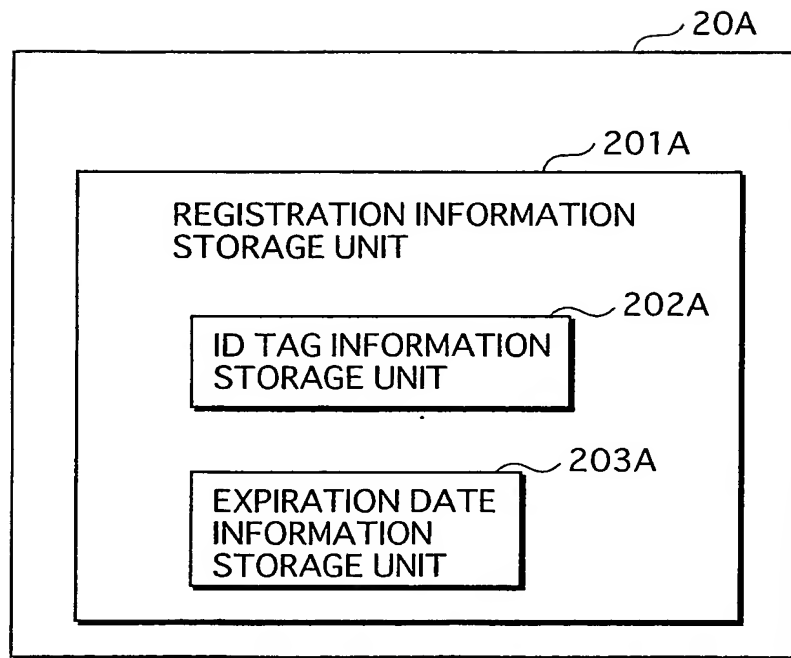 20A
201A
REGISTRATION INFORMATION
STORAGE UNIT
202A
ID TAG INFORMATION
STORAGE UNIT
203A
EXPIRATION DATE
INFORMATION
STORAGE UNIT